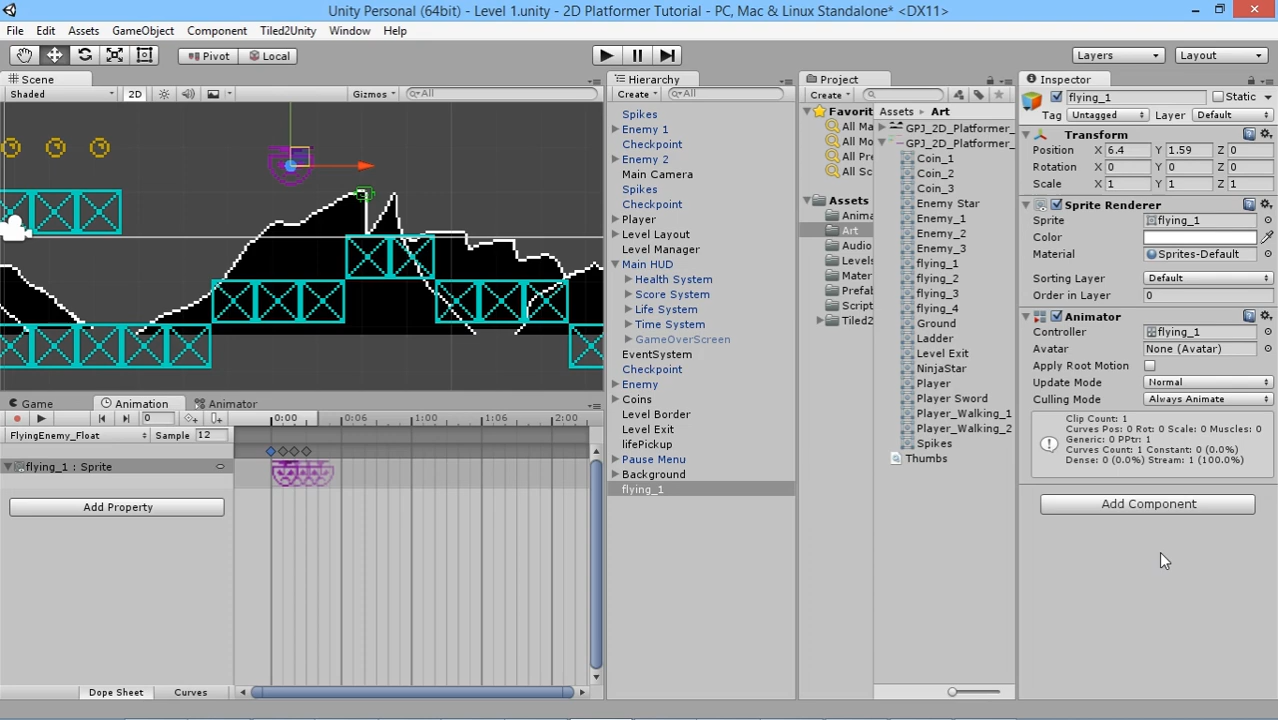 Unity Personal (64bit) - Level 1.unity - 2D Platformer Tutorial - PC, Mac & Linux Standalone* <DX11>
File Edit Assets GameObject Component Tiled2Unity Window Help
Pivot Local Layers Layout
Scene
Shaded 2D Gizmos All
Game Animation Animator
0 0:00 0:06 1:00 1:06 2:00
FlyingEnemy_Float Sample 12
flying_1 : Sprite
Add Property
Dope Sheet Curves
Hierarchy
Create All
Spikes
Enemy 1
Checkpoint
Enemy 2
Main Camera
Spikes
Checkpoint
Player
Level Layout
Level Manager
Main HUD
Health System
Score System
Life System
Time System
GameOverScreen
EventSystem
Checkpoint
Enemy
Coins
Level Border
Level Exit
lifePickup
Pause Menu
Background
flying_1
Project
Create
Favorit
All Ma
All Mo
All Pre
All Sc
Assets
Anima
Art
Audio
Levels
Mater
Prefab
Script
Tiled2
Assets Art
GPJ_2D_Platformer_
GPJ_2D_Platformer_
Coin_1
Coin_2
Coin_3
Enemy Star
Enemy_1
Enemy_2
Enemy_3
flying_1
flying_2
flying_3
flying_4
Ground
Ladder
Level Exit
NinjaStar
Player
Player Sword
Player_Walking_1
Player_Walking_2
Spikes
Thumbs
Inspector
flying_1 Static
Tag Untagged Layer Default
Transform
Position X 6.4 Y 1.59 Z 0
Rotation X 0 Y 0 Z 0
Scale X 1 Y 1 Z 1
Sprite Renderer
Sprite flying_1
Color
Material Sprites-Default
Sorting Layer Default
Order in Layer 0
Animator
Controller flying_1
Avatar None (Avatar)
Apply Root Motion
Update Mode Normal
Culling Mode Always Animate
Clip Count: 1
Curves Pos: 0 Rot: 0 Scale: 0 Muscles: 0
Generic: 0 PPtr: 1
Curves Count: 1 Constant: 0 (0.0%)
Dense: 0 (0.0%) Stream: 1 (100.0%)
Add Component